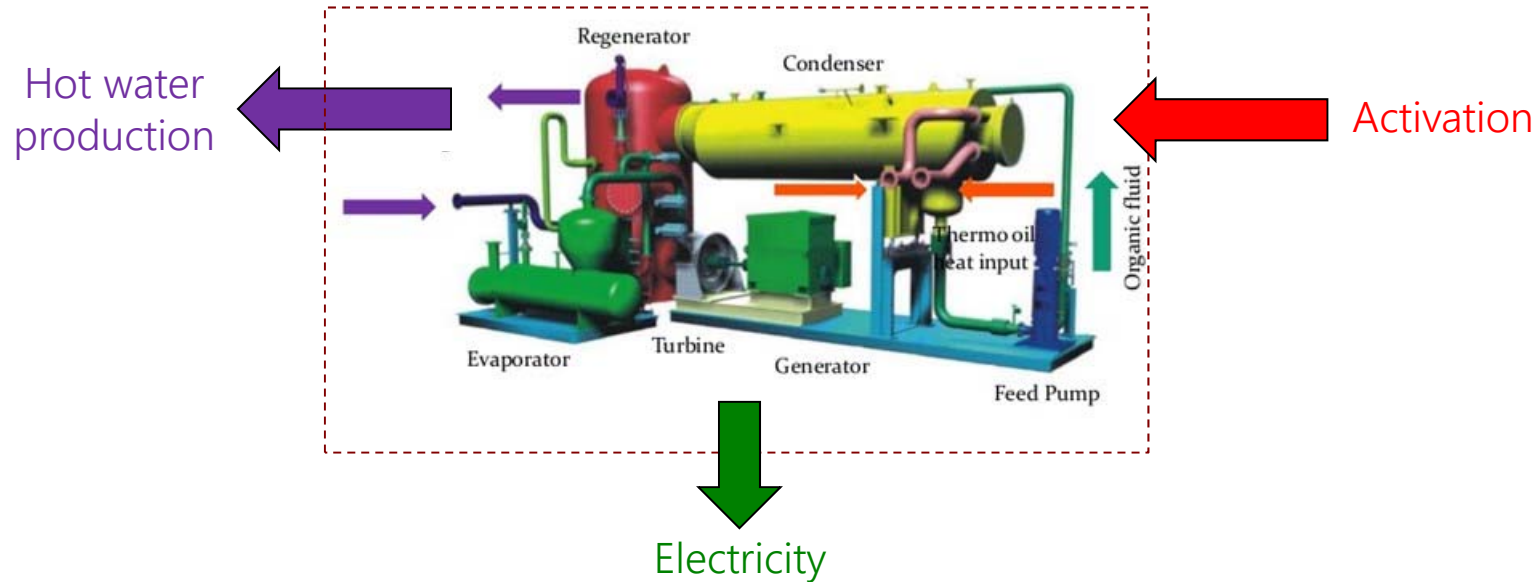 Regenerator
Condenser
Hot water
production
Activation
Organic fluid
Thermo oil
heat input
Evaporator
Turbine
Generator
Feed Pump
Electricity